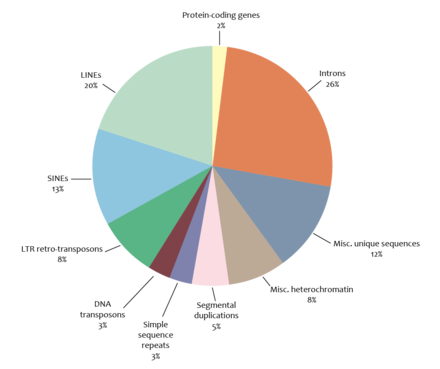 Protein-coding genes
2%
Introns
26%
Misc. unique sequences
12%
Misc. heterochromatin
8%
Segmental
duplications
5%
Simple
sequence
repeats
3%
DNA
transposons
3%
LTR retro-transposons
8%
SINEs
13%
LINEs
20%